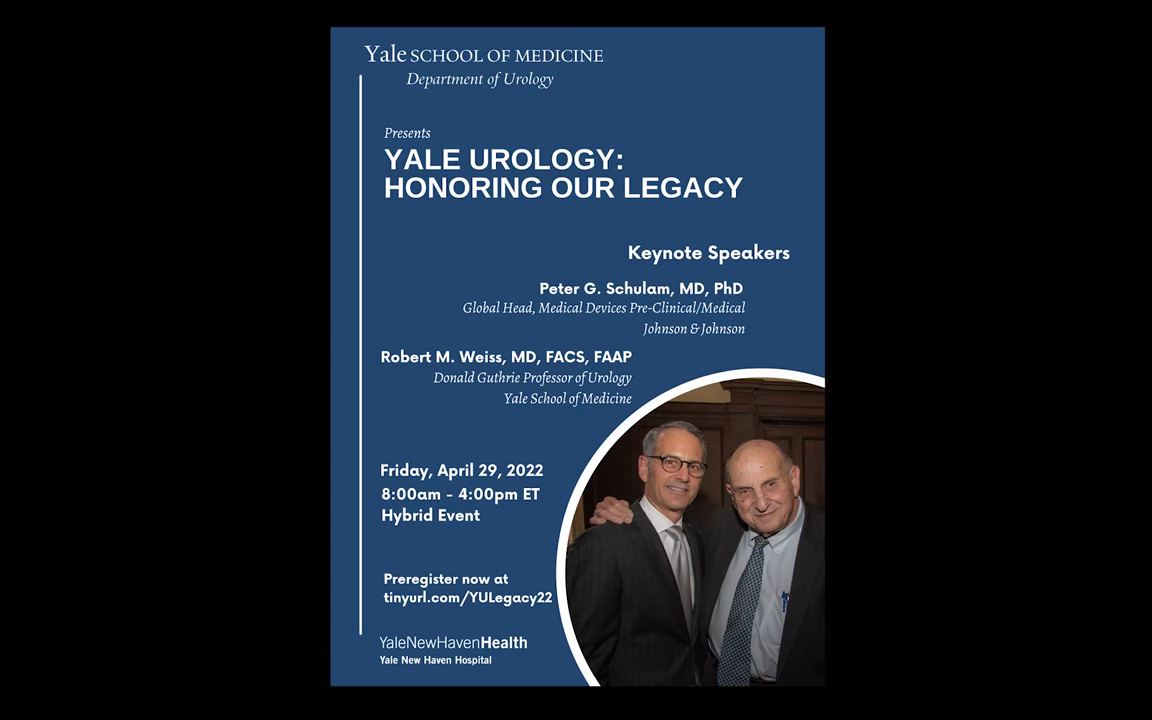 Yale SCHOOL OF MEDICINE
Department of Urology
Presents
YALE UROLOGY:
HONORING OUR LEGACY
Keynote Speakers
Peter G. Schulam, MD, PhD
Global Head, Medical Devices Pre-Clinical/Medical
Johnson & Johnson
Robert M. Weiss, MD, FACS, FAAP
Donald Guthrie Professor of Urology
Yale School of Medicine
Friday, April 29, 2022
8:00am - 4:00pm ET
Hybrid Event
Preregister now at
tinyurl.com/YULegacy22
YaleNewHavenHealth
Yale New Haven Hospital